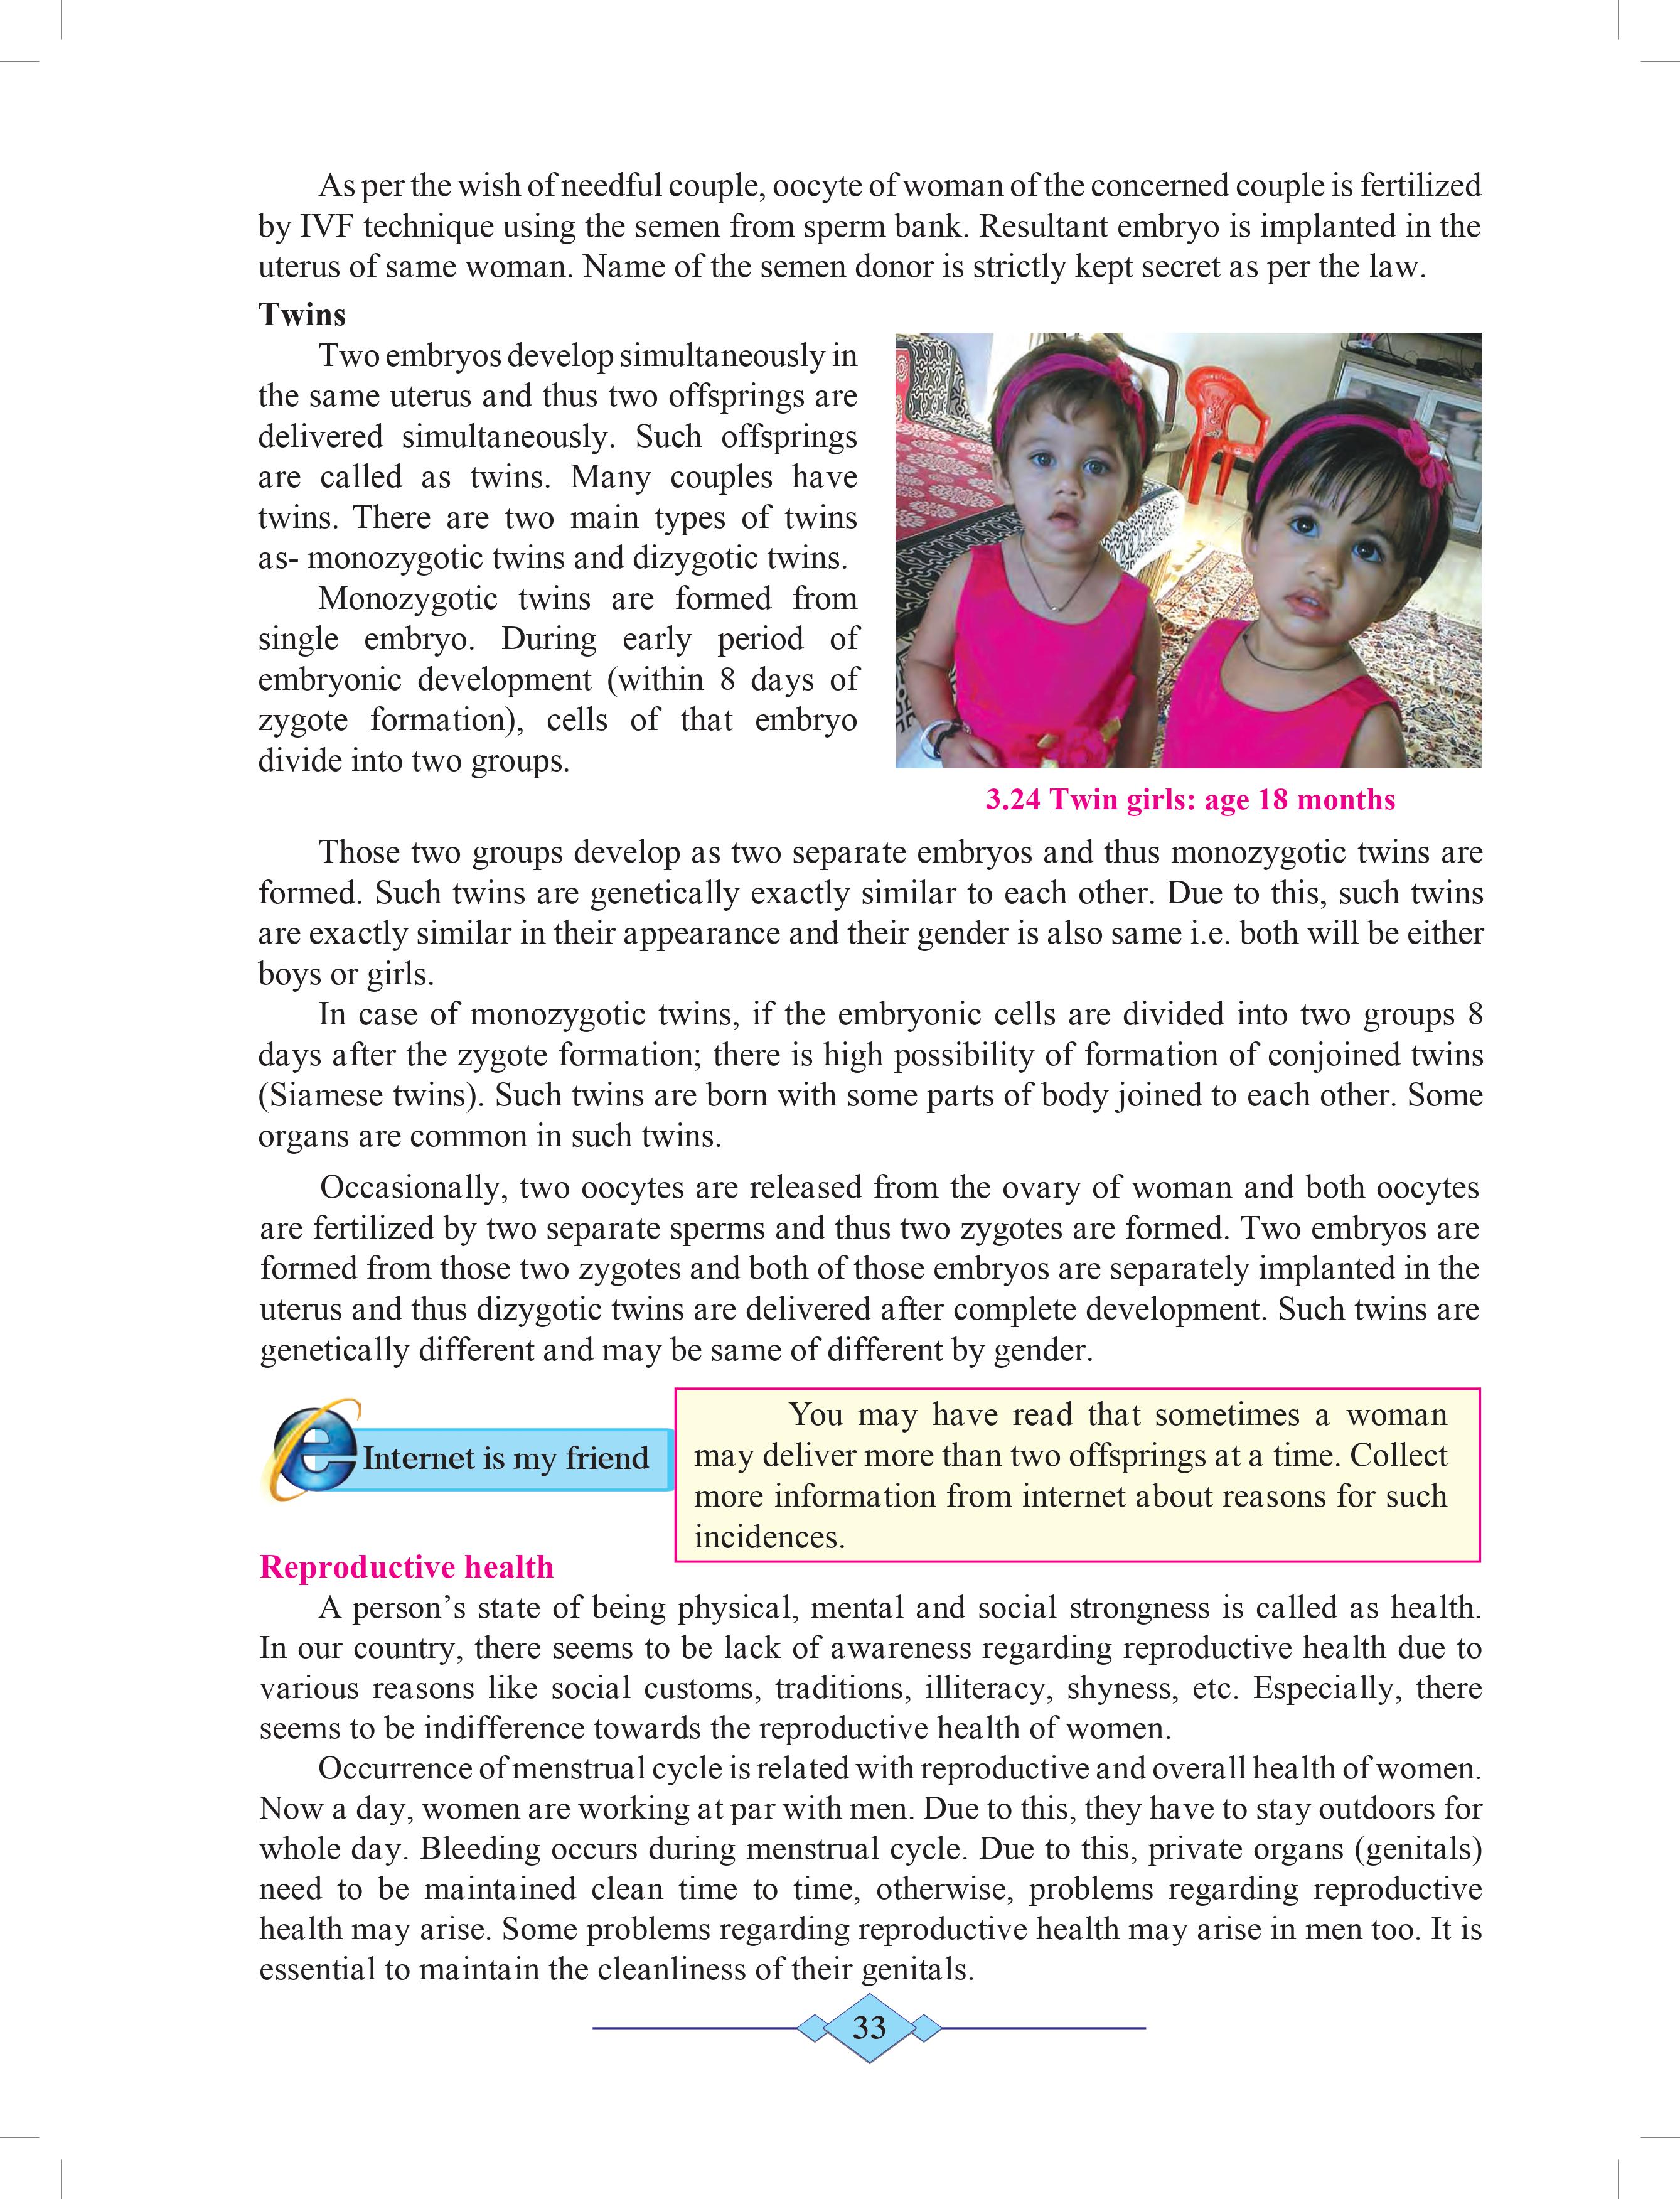 As per the wish of needful couple, oocyte of woman of the concerned couple is fertilized
by IVF technique using the semen from sperm bank. Resultant embryo is implanted in the
uterus of same woman. Name of the semen donor is strictly kept secret as per the law.
Twins
Two embryos develop simultaneously in
the same uterus and thus two offsprings are
delivered simultaneously. Such offsprings
are called as twins. Many couples have
twins. There are two main types of twins
as- monozygotic twins and dizygotic twins.
Monozygotic twins are formed from
single embryo. During early period of
embryonic development (within 8 days of
zygote formation), cells of that embryo
divide into two groups.
3.24 Twin girls: age 18 months
Those two groups develop as two separate embryos and thus monozygotic twins are
formed. Such twins are genetically exactly similar to each other. Due to this, such twins
are exactly similar in their appearance and their gender is also same i.e. both will be either
boys or girls.
In case of monozygotic twins, if the embryonic cells are divided into two groups 8
days after the zygote formation; there is high possibility of formation of conjoined twins
(Siamese twins). Such twins are born with some parts of body joined to each other. Some
organs are common in such twins.
Occasionally, two oocytes are released from the ovary of woman and both oocytes
are fertilized by two separate sperms and thus two zygotes are formed. Two embryos are
formed from those two zygotes and both of those embryos are separately implanted in the
uterus and thus dizygotic twins are delivered after complete development. Such twins are
genetically different and may be same of different by gender.
Internet is my friend
You may have read that sometimes a woman
may deliver more than two offsprings at a time. Collect
more information from internet about reasons for such
incidences.
Reproductive health
A person’s state of being physical, mental and social strongness is called as health.
In our country, there seems to be lack of awareness regarding reproductive health due to
various reasons like social customs, traditions, illiteracy, shyness, etc. Especially, there
seems to be indifference towards the reproductive health of women.
Occurrence of menstrual cycle is related with reproductive and overall health of women.
Now a day, women are working at par with men. Due to this, they have to stay outdoors for
whole day. Bleeding occurs during menstrual cycle. Due to this, private organs (genitals)
need to be maintained clean time to time, otherwise, problems regarding reproductive
health may arise. Some problems regarding reproductive health may arise in men too. It is
essential to maintain the cleanliness of their genitals.
33